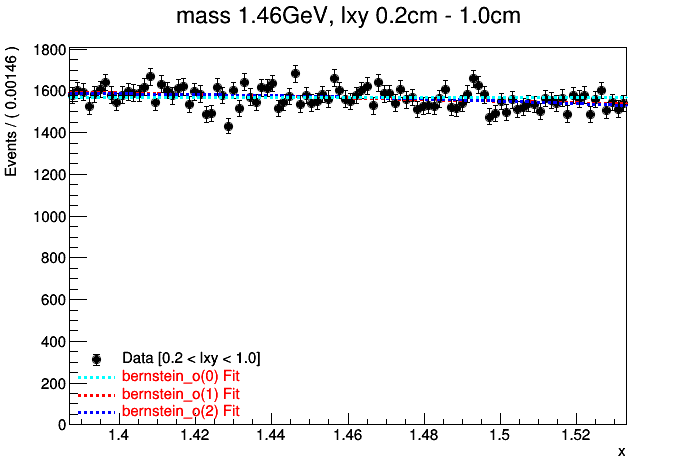 mass 1.46GeV, lxy 0.2cm - 1.0cm
Events / ( 0.00146 )
1800
1600
1400
1200
1000
800
600
400
200
0
Data [0.2 < lxy < 1.0]
bernstein_o(0) Fit
bernstein_o(1) Fit
bernstein_o(2) Fit
1.4 1.42 1.44 1.46 1.48 1.5 1.52
x